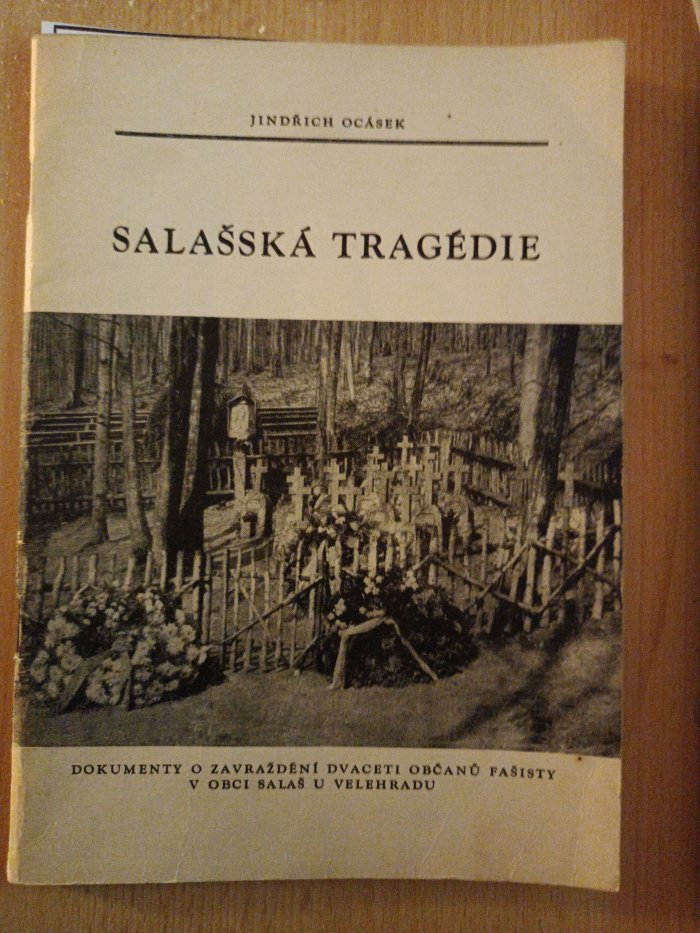 JINDŘICH OCÁSEK
SALAŠSKÁ TRAGÉDIE
DOKUMENTY O ZAVRAŽDĚNÍ DVACETI OBČANŮ FAŠISTY
V OBCI SALAŠ U VELEHRADU